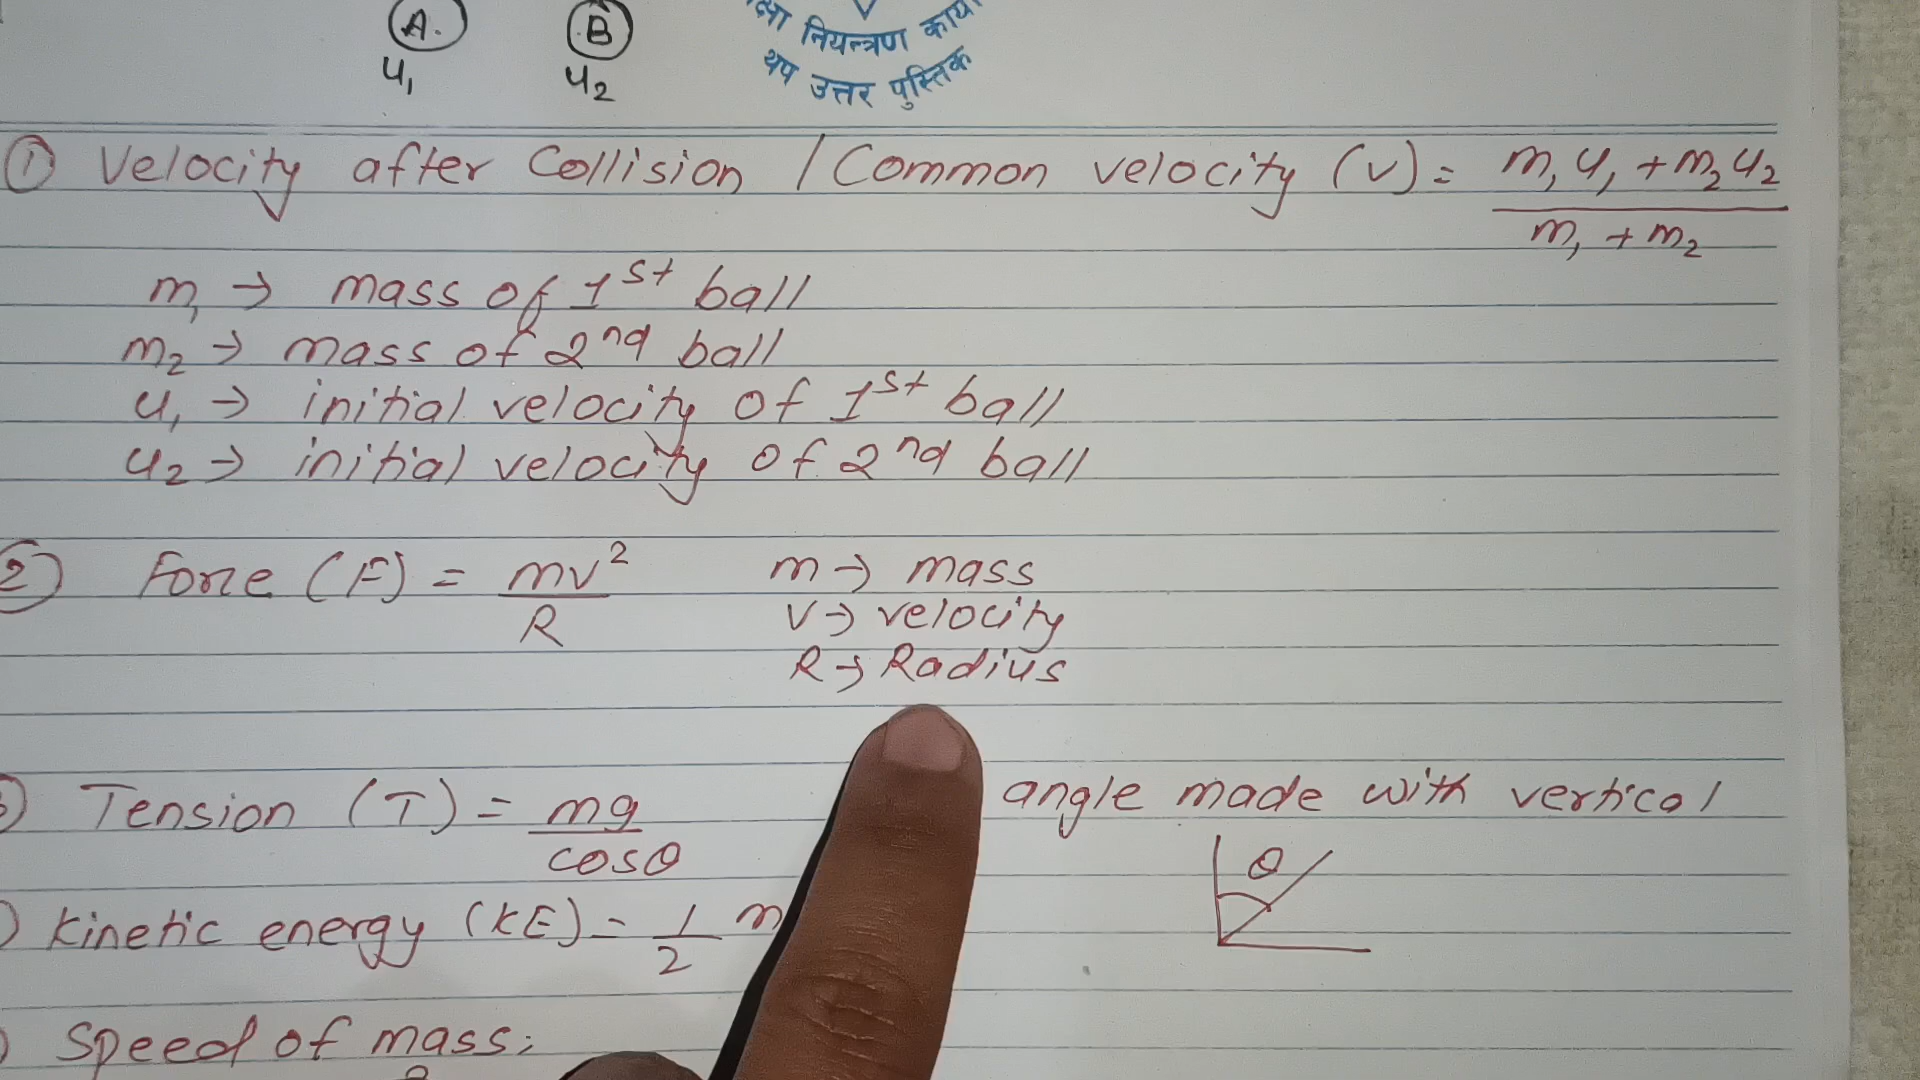 A. B
u₁ u₂
नियन्त्रण
थप उत्तर
① Velocity after Collision / Common velocity (v) = m₁u₁ + m₂u₂ / m₁ + m₂
m₁ → mass of 1st ball
m₂ → mass of 2nd ball
u₁ → initial velocity of 1st ball
u₂ → initial velocity of 2nd ball
② Force (F) = mv² / R
m → mass
v → velocity
R → Radius
Tension (T) = mg / cosθ
angle made with vertical
θ
Kinetic energy (KE) = 1/2 m
Speed of mass: